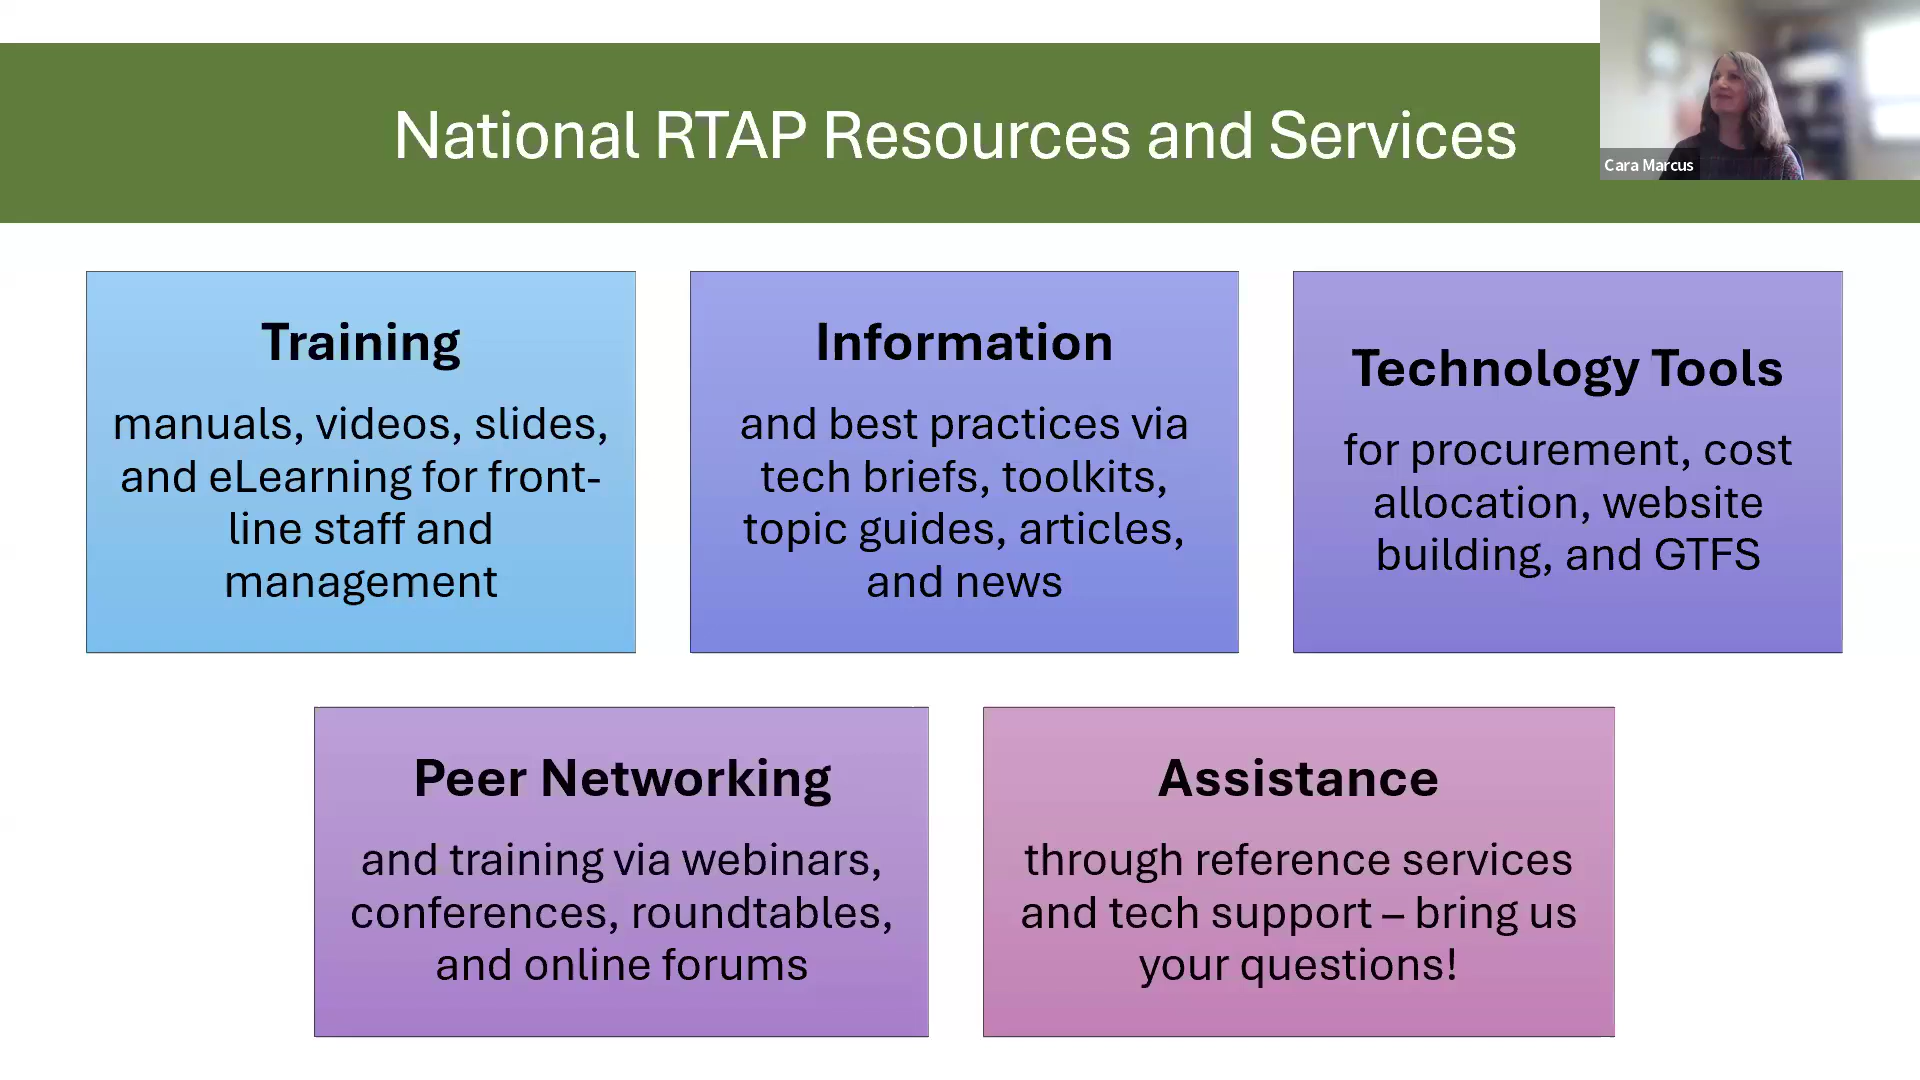 National RTAP Resources and Services
Cara Marcus
Training
manuals, videos, slides,
and eLearning for front-
line staff and
management
Information
and best practices via
tech briefs, toolkits,
topic guides, articles,
and news
Technology Tools
for procurement, cost
allocation, website
building, and GTFS
Peer Networking
and training via webinars,
conferences, roundtables,
and online forums
Assistance
through reference services
and tech support – bring us
your questions!